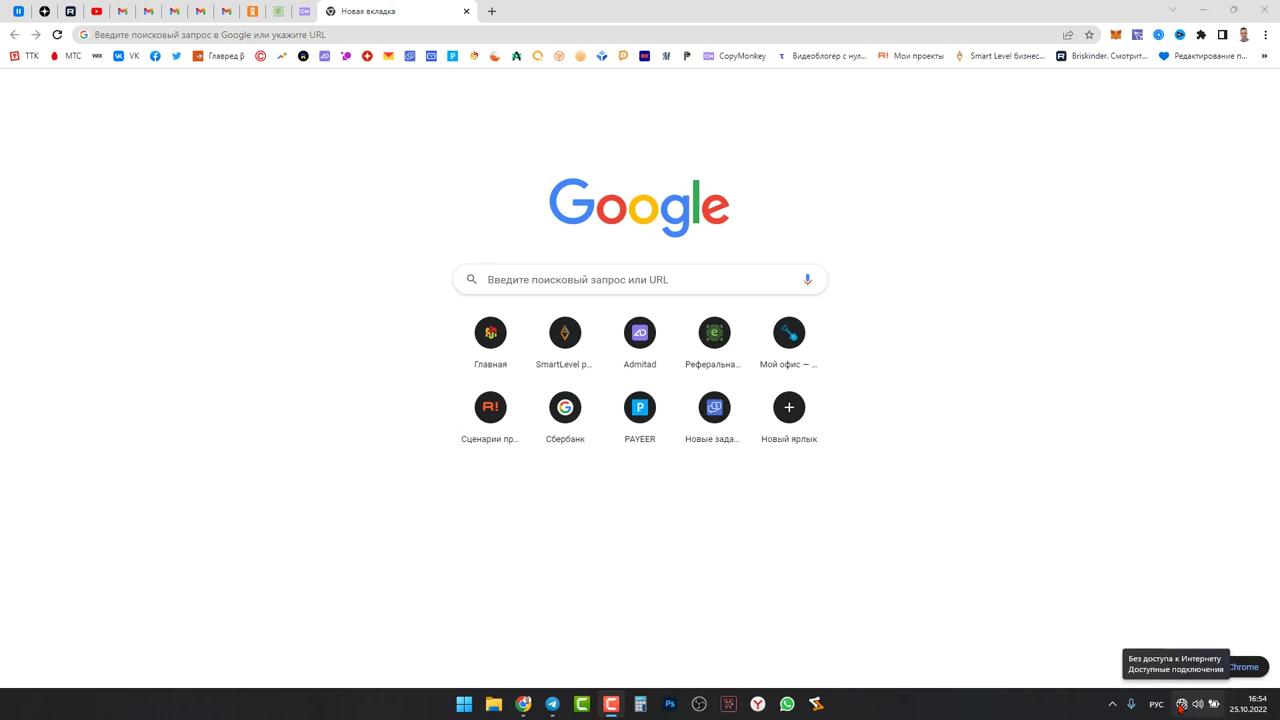 Новая вкладка
Введите поисковый запрос в Google или укажите URL
ТТК МТС WIX VK Главред β CopyMonkey Видеоблогер с нул... R! Мои проекты Smart Level бизнес... Briskinder. Смотрит... Редактирование п... »
Google
Введите поисковый запрос или URL
Главная SmartLevel р... Admitad Реферальна... Мой офис — ...
R! P
Сценарии пр... Сбербанк PAYEER Новые зада... Новый ярлык
Без доступа к Интернету
Доступные подключения
Chrome
РУС
16:54
25.10.2022